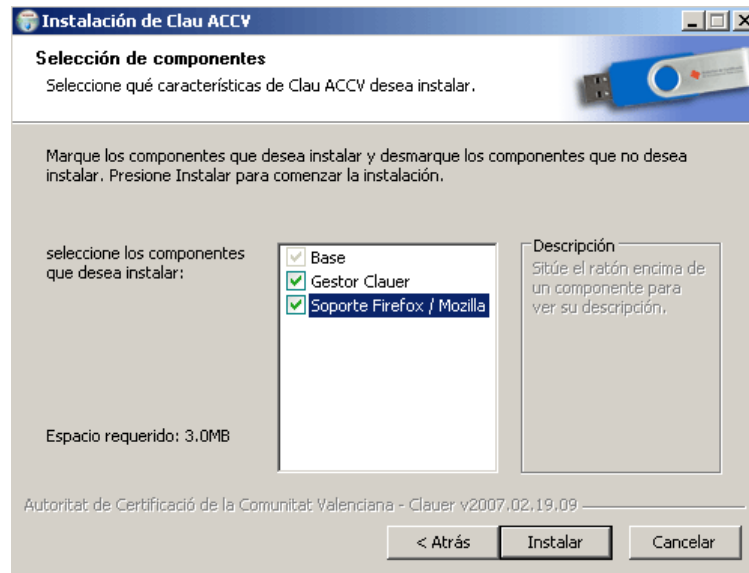 Instalación de Clau ACCV
Selección de componentes
Seleccione qué características de Clau ACCV desea instalar.
Marque los componentes que desea instalar y desmarque los componentes que no desea
instalar. Presione Instalar para comenzar la instalación.
seleccione los componentes
que desea instalar:
Base
Gestor Clauer
Soporte Firefox / Mozilla
Descripción
Sitúe el ratón encima de
un componente para
ver su descripción.
Espacio requerido: 3.0MB
Autoritat de Certificació de la Comunitat Valenciana - Clauer v2007.02.19.09
< Atrás
Instalar
Cancelar